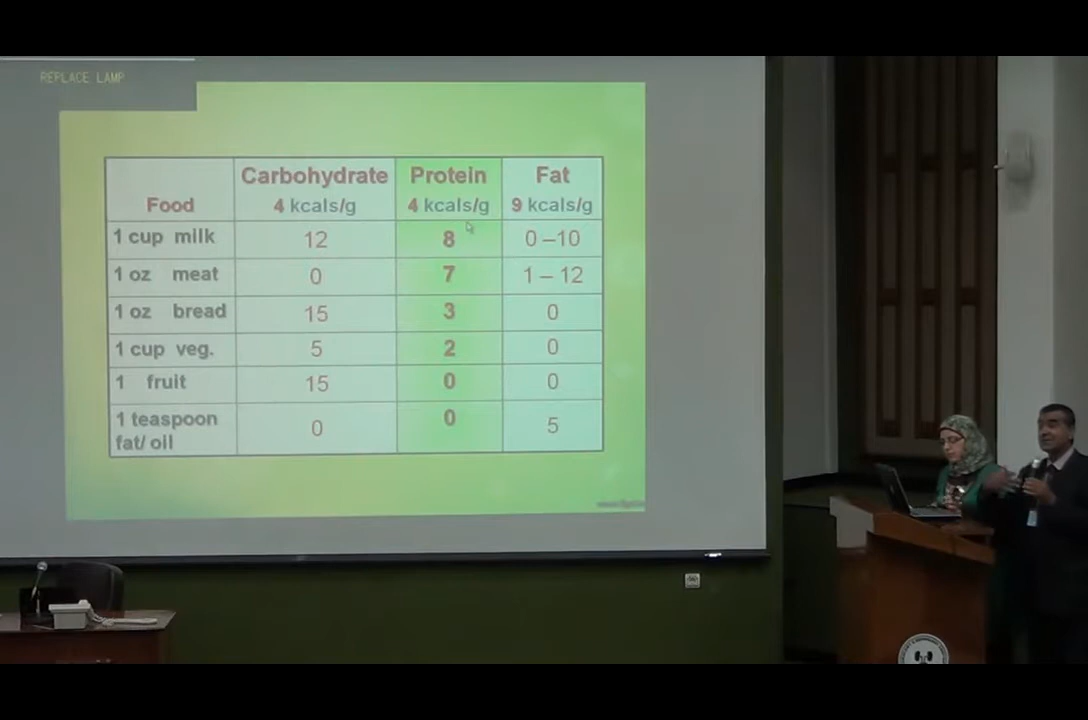 REPLACE LAMP
Carbohydrate Protein Fat
Food 4 kcals/g 4 kcals/g 9 kcals/g
1 cup milk 12 8 0 –10
1 oz meat 0 7 1 – 12
1 oz bread 15 3 0
1 cup veg. 5 2 0
1 fruit 15 0 0
1 teaspoon
fat/ oil 0 0 5